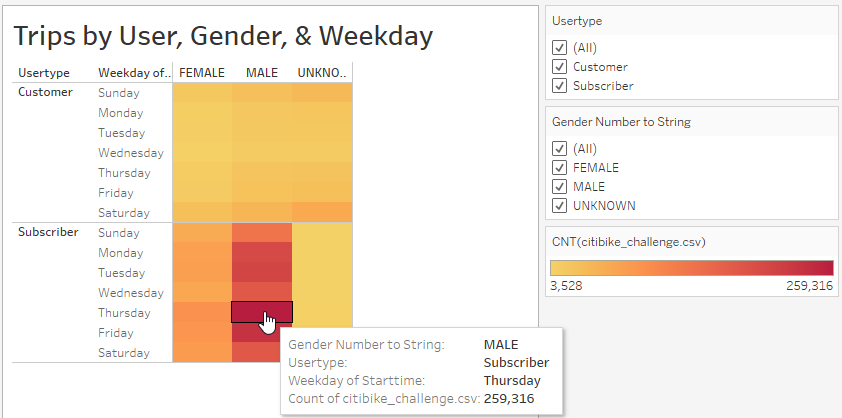 Trips by User, Gender, & Weekday
Usertype Weekday of.. FEMALE MALE UNKNO..
Customer Sunday
Monday
Tuesday
Wednesday
Thursday
Friday
Saturday
Subscriber Sunday
Monday
Tuesday
Wednesday
Thursday
Friday
Saturday
Gender Number to String: MALE
Usertype: Subscriber
Weekday of Starttime: Thursday
Count of citibike_challenge.csv: 259,316
Usertype
(All)
Customer
Subscriber
Gender Number to String
(All)
FEMALE
MALE
UNKNOWN
CNT(citibike_challenge.csv)
3,528 259,316